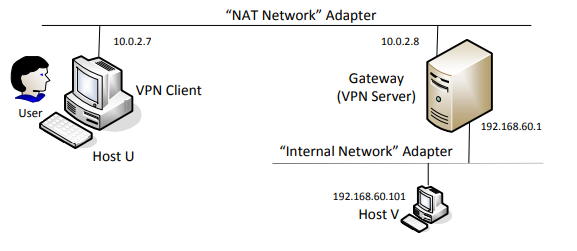 “NAT Network” Adapter
10.0.2.7
10.0.2.8
VPN Client
Gateway
(VPN Server)
User
192.168.60.1
Host U
“Internal Network” Adapter
192.168.60.101
Host V